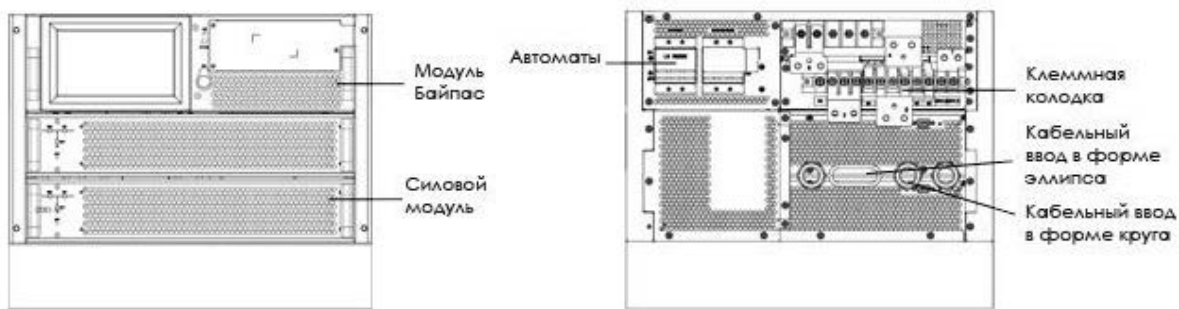 Модуль
Байпас
Силовой
модуль
Автоматы
Клеммная
колодка
Кабельный
ввод в форме
эллипса
Кабельный ввод
в форме круга